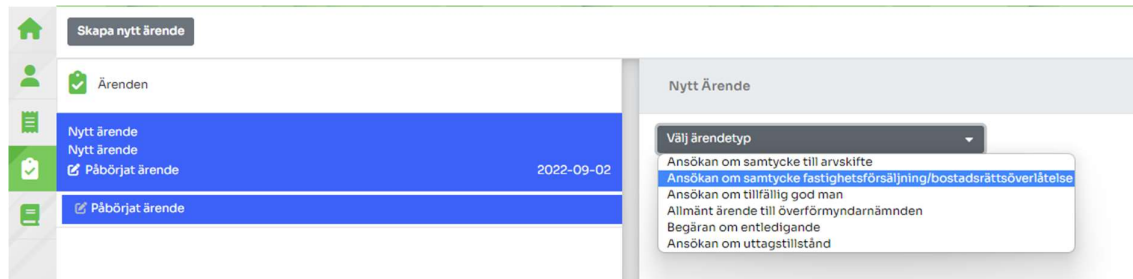 Skapa nytt ärende
Ärenden
Nytt ärende
Nytt ärende
Påbörjat ärende 2022-09-02
Påbörjat ärende
Nytt Ärende
Välj ärendetyp
Ansökan om samtycke till arvskifte
Ansökan om samtycke fastighetsförsäljning/bostadsrättsöverlåtelse
Ansökan om tillfällig god man
Allmänt ärende till överförmyndarnämnden
Begäran om entledigande
Ansökan om uttagstillstånd